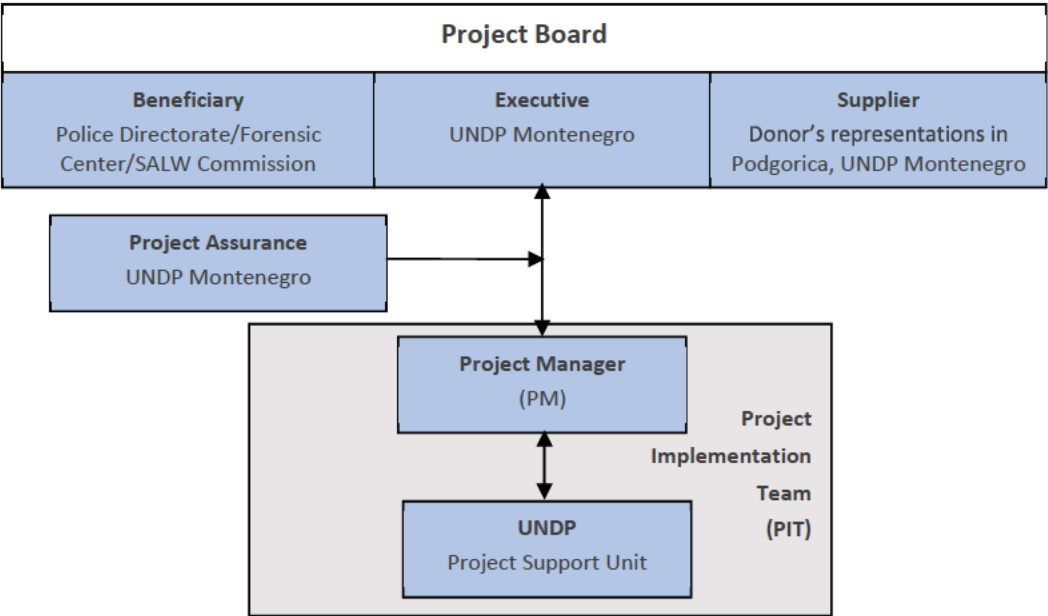 Project Board
Beneficiary
Police Directorate/Forensic
Center/SALW Commission
Executive
UNDP Montenegro
Supplier
Donor's representations in
Podgorica, UNDP Montenegro
Project Assurance
UNDP Montenegro
Project Manager
(PM)
Project
Implementation
Team
(PIT)
UNDP
Project Support Unit